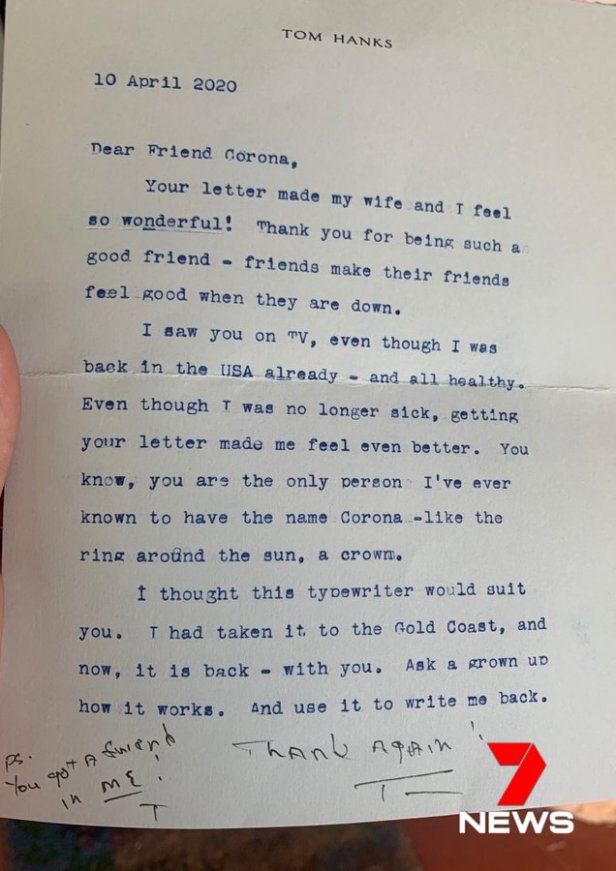 TOM HANKS
10 April 2020
Dear Friend Corona,
Your letter made my wife and I feel
so wonderful! Thank you for being such a
good friend - friends make their friends
feel good when they are down.
I saw you on TV, even though I was
back in the USA already - and all healthy.
Even though I was no longer sick, getting
your letter made me feel even better. You
know, you are the only person I've ever
known to have the name Corona -like the
ring around the sun, a crown.
I thought this typewriter would suit
you. I had taken it to the Gold Coast, and
now, it is back - with you. Ask a grown up
how it works. And use it to write me back.
Thank Again!
T
PS.
You got a friend
in ME!
T
7
NEWS